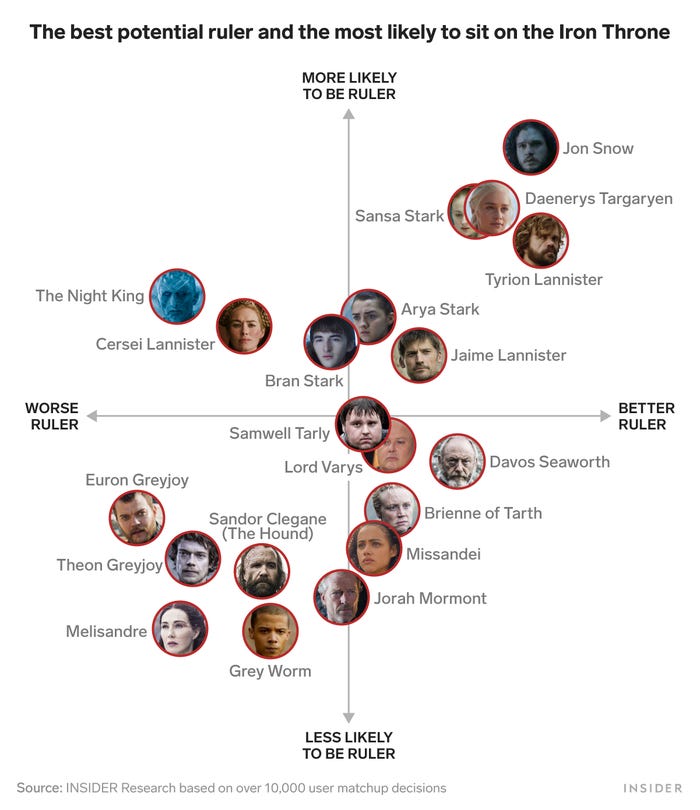 The best potential ruler and the most likely to sit on the Iron Throne
MORE LIKELY
TO BE RULER
Jon Snow
Daenerys Targaryen
Sansa Stark
Tyrion Lannister
The Night King
Arya Stark
Cersei Lannister
Jaime Lannister
Bran Stark
WORSE
RULER
BETTER
RULER
Samwell Tarly
Lord Varys
Davos Seaworth
Euron Greyjoy
Brienne of Tarth
Sandor Clegane
(The Hound)
Missandei
Theon Greyjoy
Jorah Mormont
Melisandre
Grey Worm
LESS LIKELY
TO BE RULER
Source: INSIDER Research based on over 10,000 user matchup decisions
INSIDER